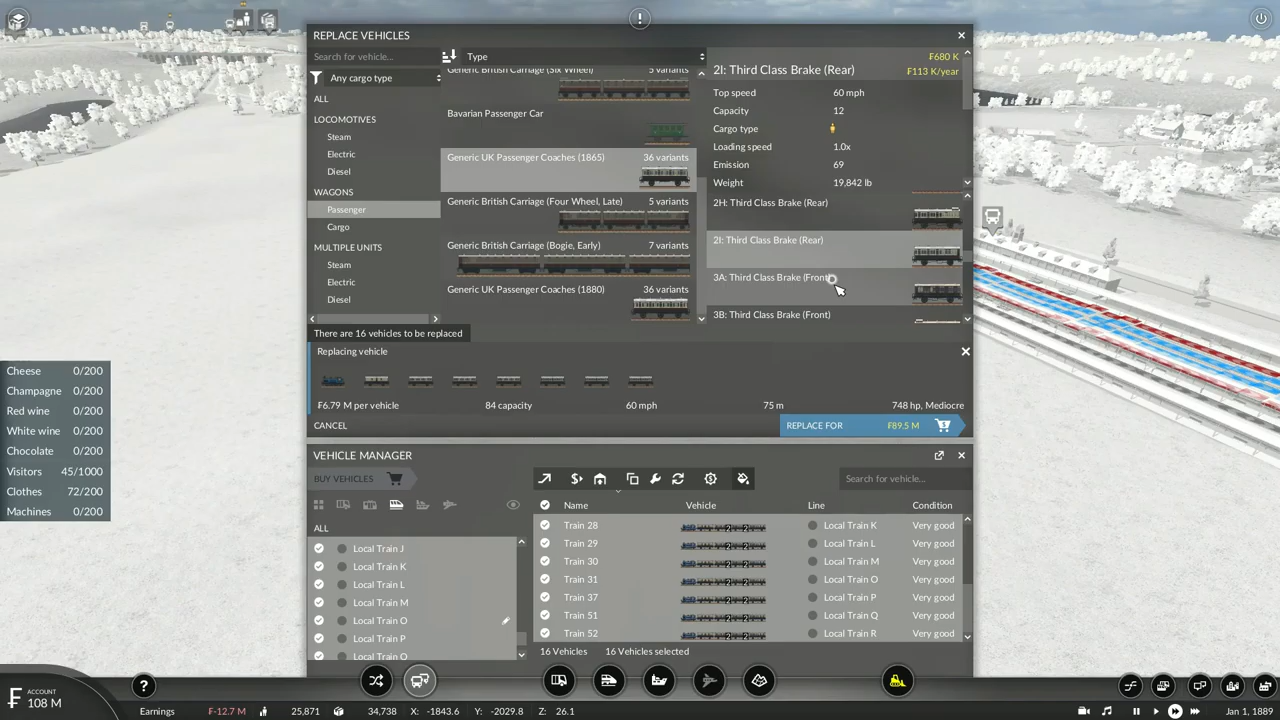 REPLACE VEHICLES
Search for vehicle...
Type
Any cargo type
ALL
LOCOMOTIVES
Steam
Electric
Diesel
WAGONS
Passenger
Cargo
MULTIPLE UNITS
Steam
Electric
Diesel
Generic British Carriage (Six Wheel) 5 variants
Bavarian Passenger Car
Generic UK Passenger Coaches (1865) 36 variants
Generic British Carriage (Four Wheel, Late) 5 variants
Generic British Carriage (Bogie, Early) 7 variants
Generic UK Passenger Coaches (1880) 36 variants
₣680 K
2I: Third Class Brake (Rear) ₣113 K/year
Top speed 60 mph
Capacity 12
Cargo type
Loading speed 1.0x
Emission 69
Weight 19,842 lb
2H: Third Class Brake (Rear)
2I: Third Class Brake (Rear)
3A: Third Class Brake (Front)
3B: Third Class Brake (Front)
There are 16 vehicles to be replaced
Replacing vehicle
₣6.79 M per vehicle 84 capacity 60 mph 75 m 748 hp, Mediocre
CANCEL REPLACE FOR ₣89.5 M
Cheese 0/200
Champagne 0/200
Red wine 0/200
White wine 0/200
Chocolate 0/200
Visitors 45/1000
Clothes 72/200
Machines 0/200
VEHICLE MANAGER
BUY VEHICLES
Search for vehicle...
ALL
Local Train J
Local Train K
Local Train L
Local Train M
Local Train O
Local Train P
Local Train Q
Name Vehicle Line Condition
Train 28 Local Train K Very good
Train 29 Local Train L Very good
Train 30 Local Train M Very good
Train 31 Local Train O Very good
Train 37 Local Train P Very good
Train 51 Local Train Q Very good
Train 52 Local Train R Very good
16 Vehicles 16 Vehicles selected
₣ ACCOUNT
108 M
?
Earnings ₣-12.7 M 25,871 34,738 X: -1843.6 Y: -2029.8 Z: 26.1 Jan 1, 1889